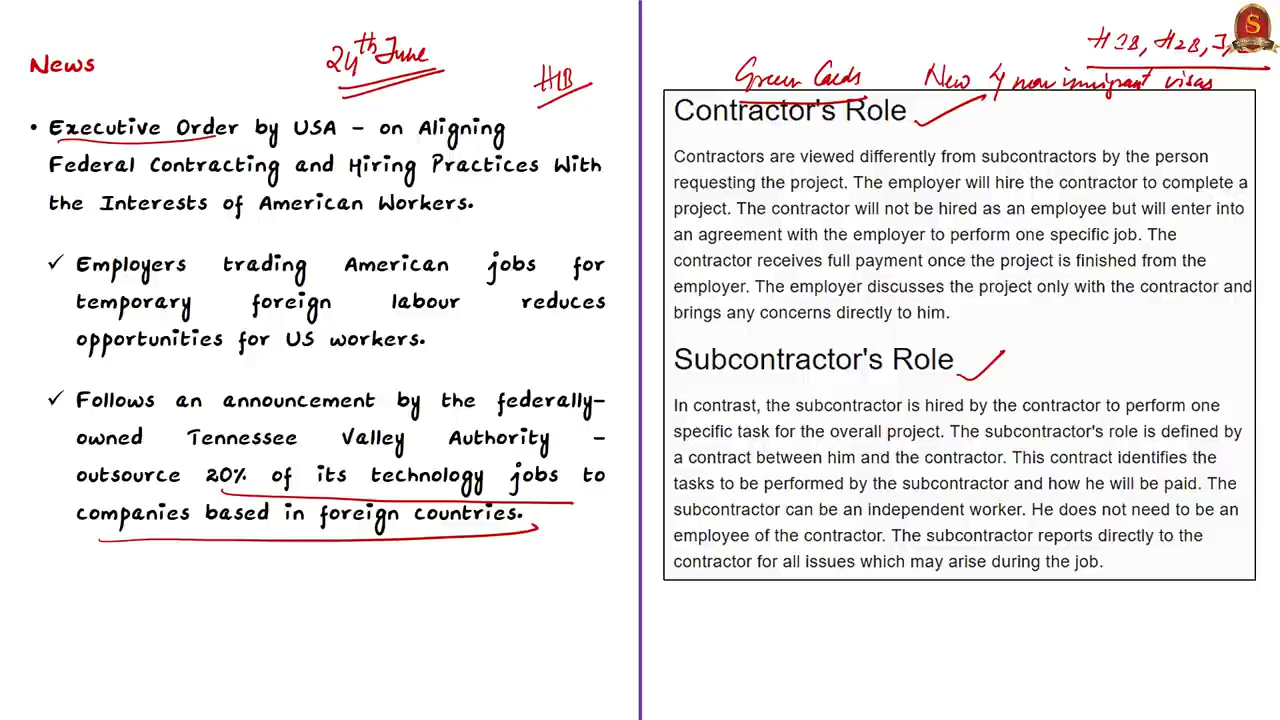 News
24th June
H1B
• Executive Order by USA – on Aligning
Federal Contracting and Hiring Practices With
the Interests of American Workers.
✓ Employers trading American jobs for
temporary foreign labour reduces
opportunities for US workers.
✓ Follows an announcement by the federally-
owned Tennessee Valley Authority –
outsource 20% of its technology jobs to
companies based in foreign countries.
H1B, H2B, J,
Green Cards New 4 non immigrant visas
Contractor's Role
Contractors are viewed differently from subcontractors by the person
requesting the project. The employer will hire the contractor to complete a
project. The contractor will not be hired as an employee but will enter into
an agreement with the employer to perform one specific job. The
contractor receives full payment once the project is finished from the
employer. The employer discusses the project only with the contractor and
brings any concerns directly to him.
Subcontractor's Role
In contrast, the subcontractor is hired by the contractor to perform one
specific task for the overall project. The subcontractor's role is defined by
a contract between him and the contractor. This contract identifies the
tasks to be performed by the subcontractor and how he will be paid. The
subcontractor can be an independent worker. He does not need to be an
employee of the contractor. The subcontractor reports directly to the
contractor for all issues which may arise during the job.